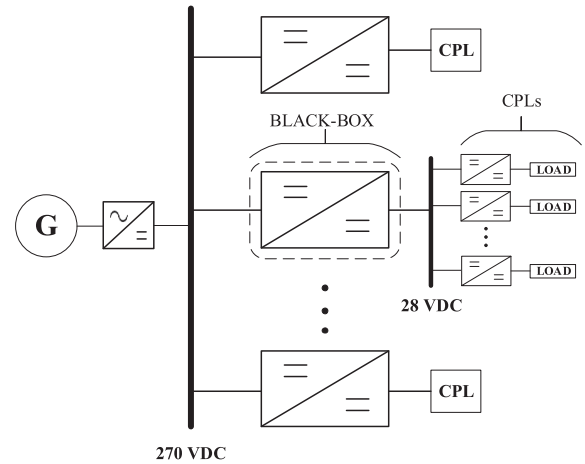 CPL
BLACK-BOX
CPLs
LOAD
LOAD
LOAD
G
28 VDC
CPL
270 VDC